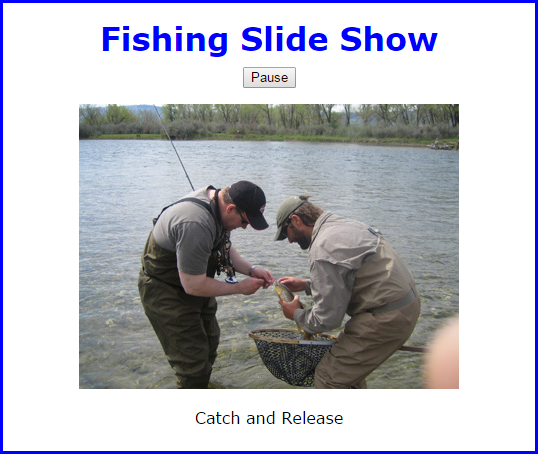 Fishing Slide Show
Pause
Catch and Release